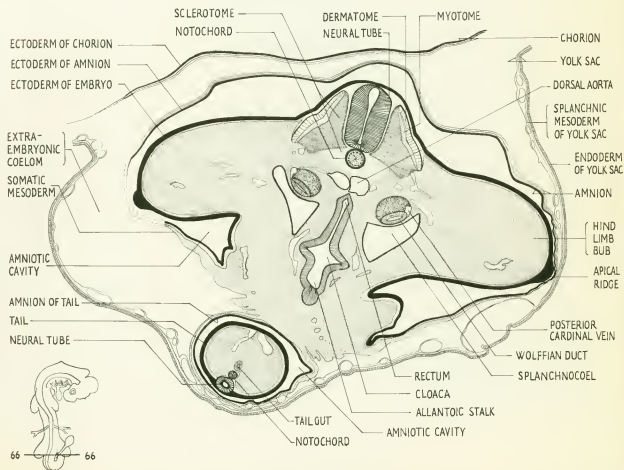 SCLEROTOME
NOTOCHORD
DERMATOME
NEURAL TUBE
MYOTOME
CHORION
YOLK SAC
DORSAL AORTA
SPLANCHNIC
MESODERM
OF YOLK SAC
ENDODERM
OF YOLK SAC
AMNION
HIND
LIMB
BUB
APICAL
RIDGE
POSTERIOR
CARDINAL VEIN
WOLFFIAN DUCT
SPLANCHNOCOEL
ECTODERM OF CHORION
ECTODERM OF AMNION
ECTODERM OF EMBRYO
EXTRA-
EMBRYONIC
COELOM
SOMATIC
MESODERM
AMNIOTIC
CAVITY
AMNION OF TAIL
TAIL
NEURAL TUBE
RECTUM
CLOACA
ALLANTOIC STALK
AMNIOTIC CAVITY
TAIL GUT
NOTOCHORD
66 66